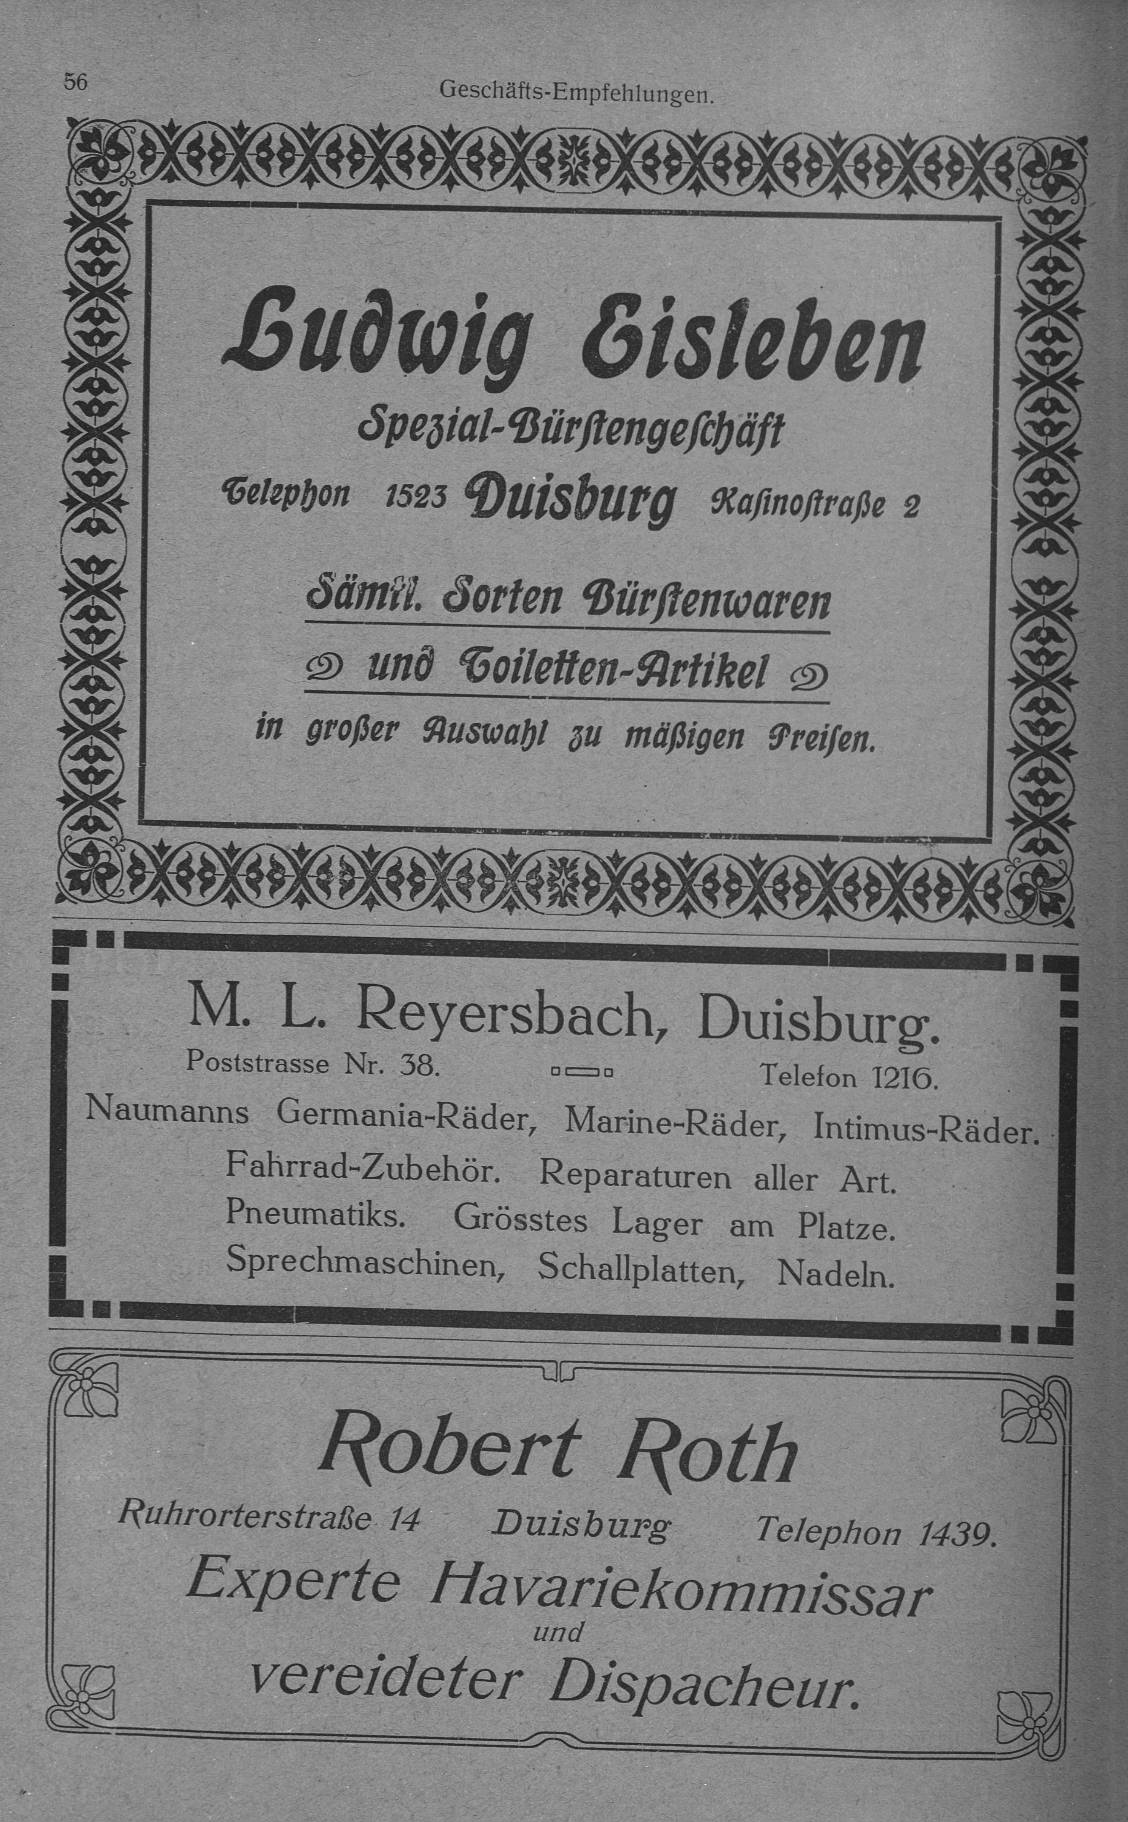 56
Geschäfts-Empfehlungen.
Ludwig Eisleben
Spezial-Bürſtengeſchäft
Telephon 1523 Duisburg Kaſinoſtraße 2
Sämtl. Sorten Bürſtenwaren
und Toiletten-Artikel
in großer Auswahl zu mäßigen Preiſen.
M. L. Reyersbach, Duisburg.
Poststrasse Nr. 38. Telefon 1216.
Naumanns Germania-Räder, Marine-Räder, Intimus-Räder.
Fahrrad-Zubehör. Reparaturen aller Art.
Pneumatiks. Grösstes Lager am Platze.
Sprechmaschinen, Schallplatten, Nadeln.
Robert Roth
Ruhrorterstraße 14 Duisburg Telephon 1439.
Experte Havariekommissar
und
vereideter Dispacheur.